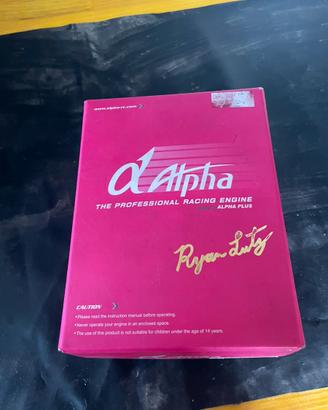 www.alpha-rc.com
Alpha
THE PROFESSIONAL RACING ENGINE
ALPHA PLUS
Ryan Lutz
CAUTION
•Please read the instruction manual before operating.
•Never operate your engine in an enclosed space.
•The use of this product is not suitable for children under the age of 14 years.